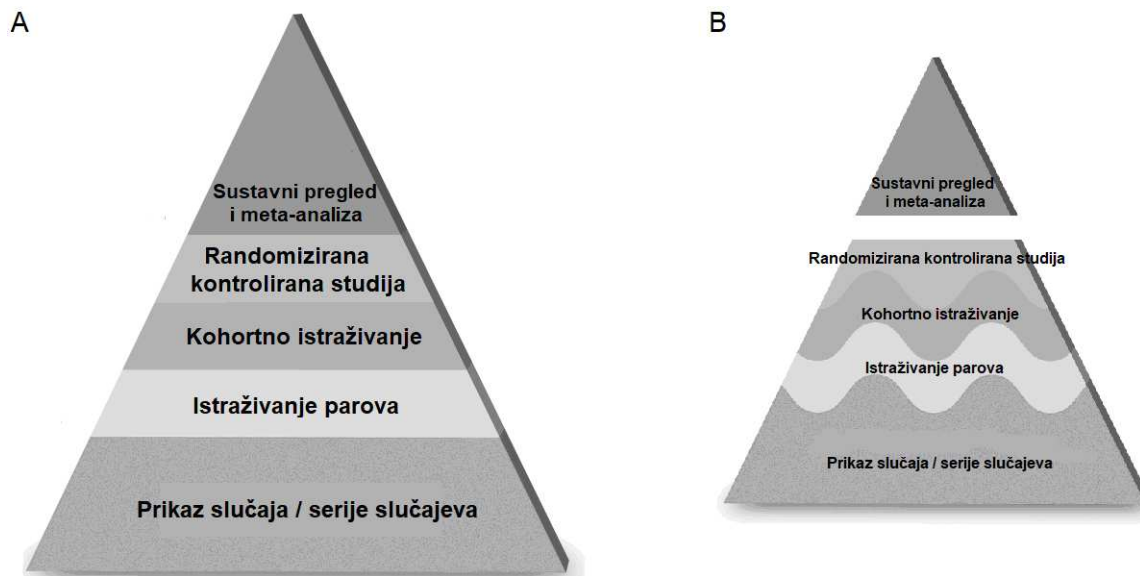 A
Sustavni pregled
i meta-analiza
Randomizirana
kontrolirana studija
Kohortno istraživanje
Istraživanje parova
Prikaz slučaja / serije slučajeva
B
Sustavni pregled
i meta-analiza
Randomizirana kontrolirana studija
Kohortno istraživanje
Istraživanje parova
Prikaz slučaja / serije slučajeva